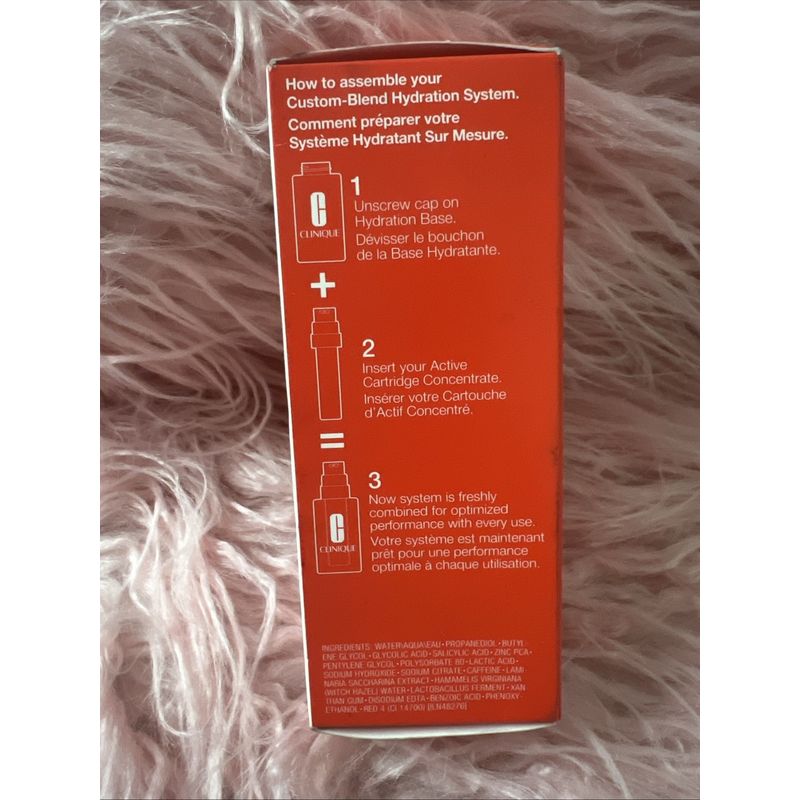 How to assemble your
Custom-Blend Hydration System.
Comment préparer votre
Système Hydratant Sur Mesure.
C
CLINIQUE
1
Unscrew cap on
Hydration Base.
Dévisser le bouchon
de la Base Hydratante.
+
2
Insert your Active
Cartridge Concentrate.
Insérer votre Cartouche
d'Actif Concentré.
=
C
CLINIQUE
3
Now system is freshly
combined for optimized
performance with every use.
Votre système est maintenant
prêt pour une performance
optimale à chaque utilisation.
INGREDIENTS: WATER\AQUA\EAU • PROPANEDIOL • BUTYL-
ENE GLYCOL • GLYCOLIC ACID • SALICYLIC ACID • ZINC PCA •
PENTYLENE GLYCOL • POLYSORBATE 80 • LACTIC ACID •
SODIUM HYDROXIDE • SODIUM CITRATE • CAFFEINE • LAMI-
NARIA SACCHARINA EXTRACT • HAMAMELIS VIRGINIANA
(WITCH HAZEL) WATER • LACTOBACILLUS FERMENT • XAN
THAN GUM • DISODIUM EDTA • BENZOIC ACID • PHENOXY-
ETHANOL • RED 4 (CI 14700) [ILN48276]